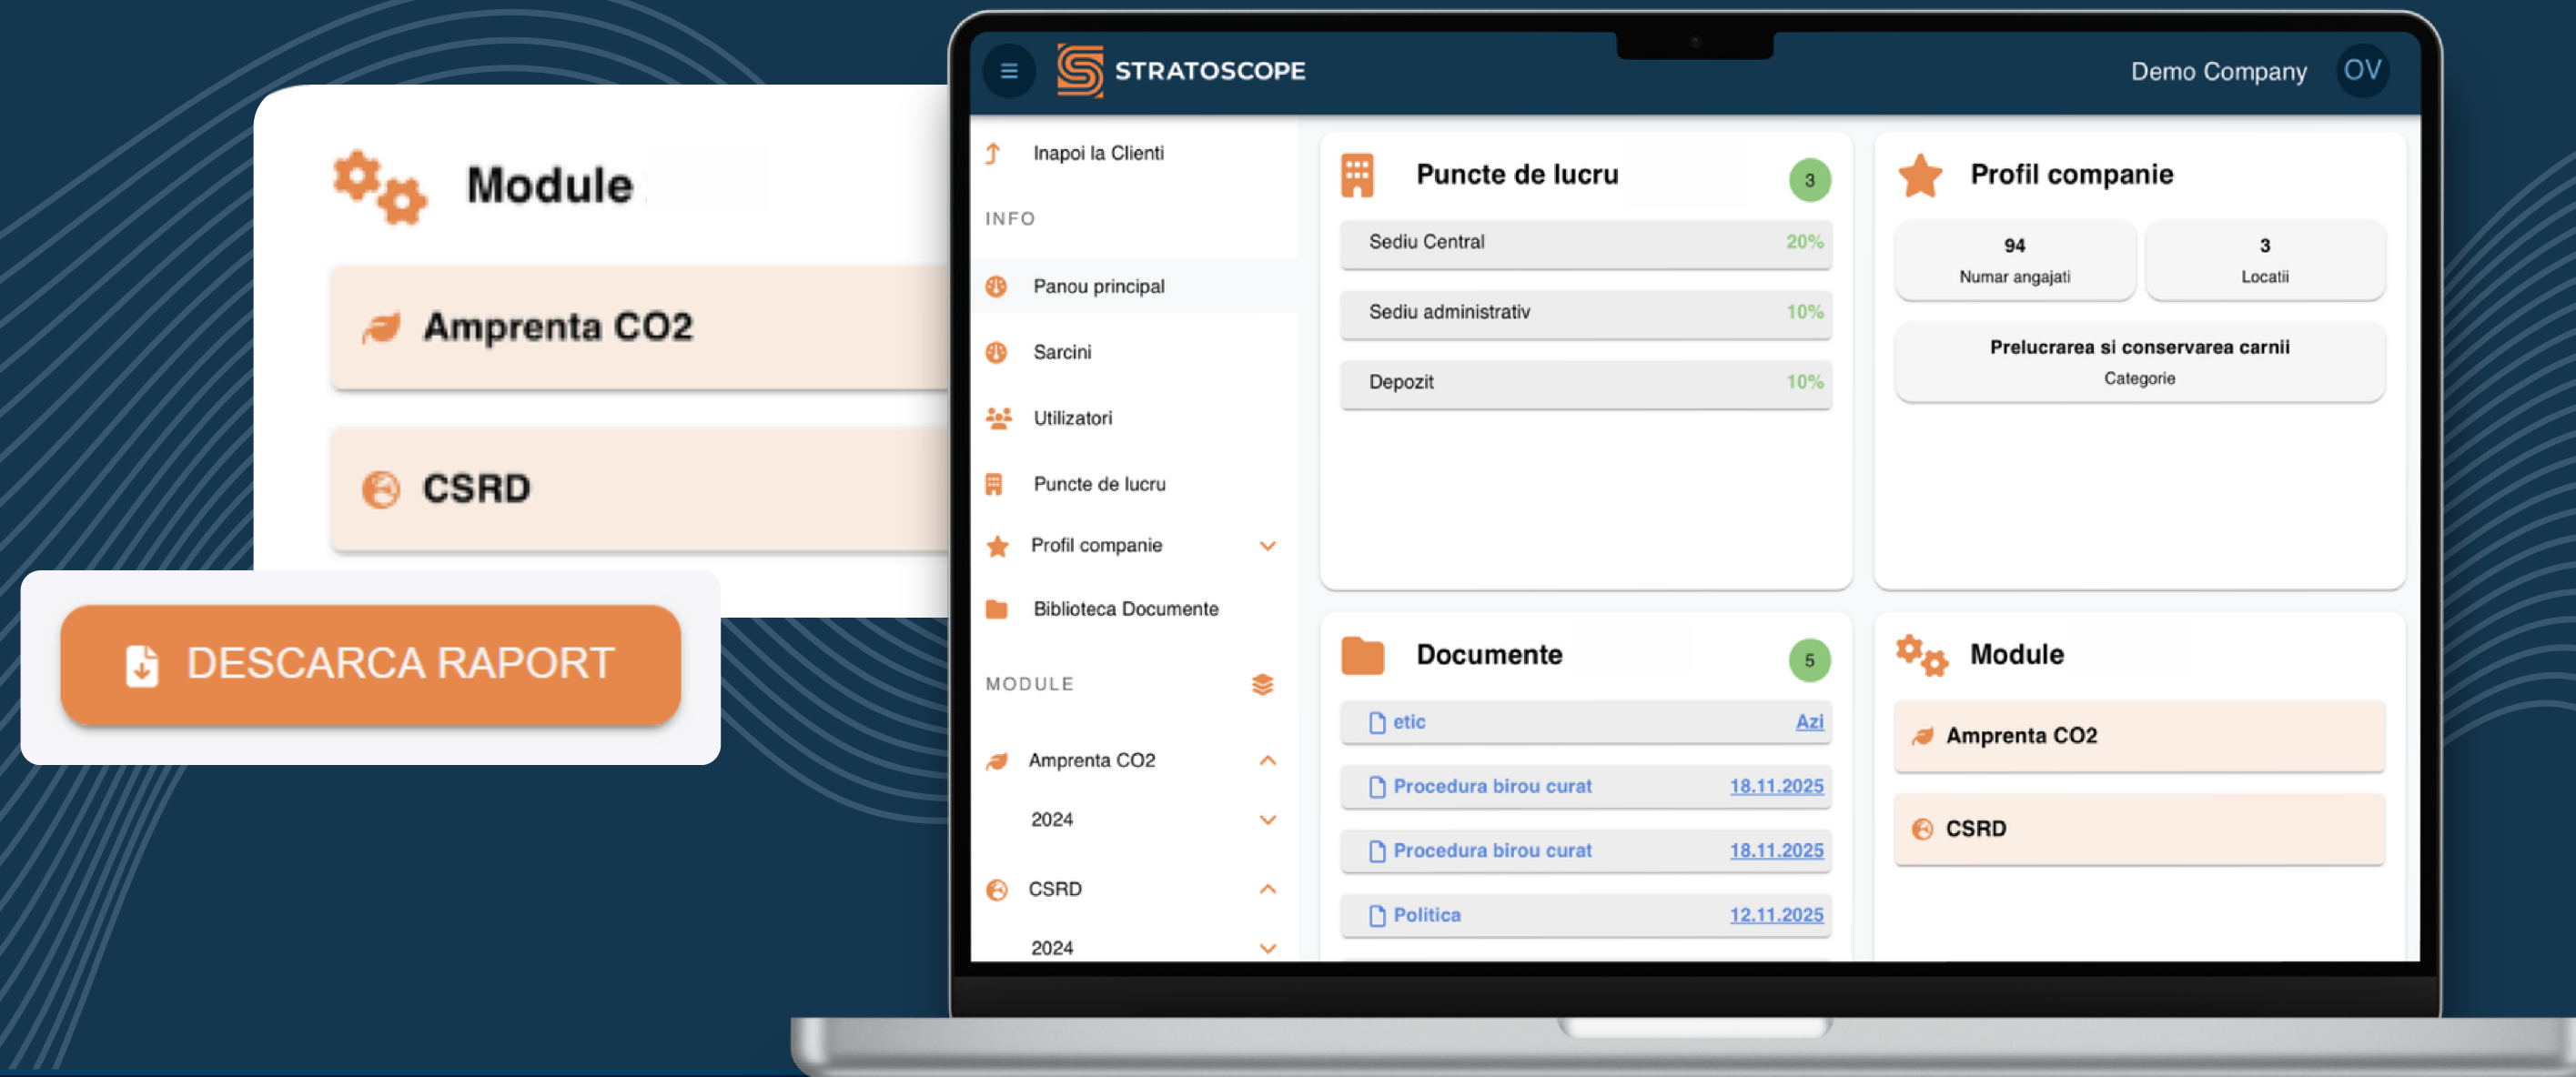 Module
Amprenta CO2
CSRD
DESCARCA RAPORT
STRATOSCOPE
Demo Company OV
Inapoi la Clienti
INFO
Panou principal
Sarcini
Utilizatori
Puncte de lucru
Profil companie
Biblioteca Documente
MODULE
Amprenta CO2
2024
CSRD
2024
Puncte de lucru 3
Sediu Central 20%
Sediu administrativ 10%
Depozit 10%
Profil companie
94
Numar angajati
3
Locatii
Prelucrarea si conservarea carnii
Categorie
Documente 5
etic Azi
Procedura birou curat 18.11.2025
Procedura birou curat 18.11.2025
Politica 12.11.2025
Module
Amprenta CO2
CSRD